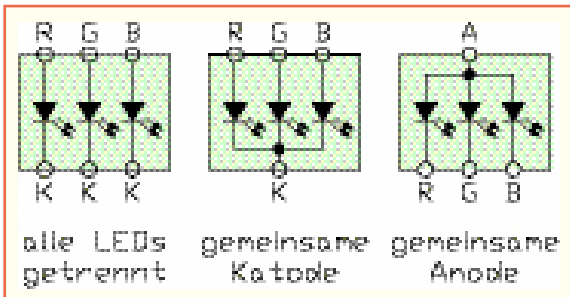 R G B R G B A
K K K K R G B
alle LEDs gemeinsame gemeinsame
getrennt Katode Anode